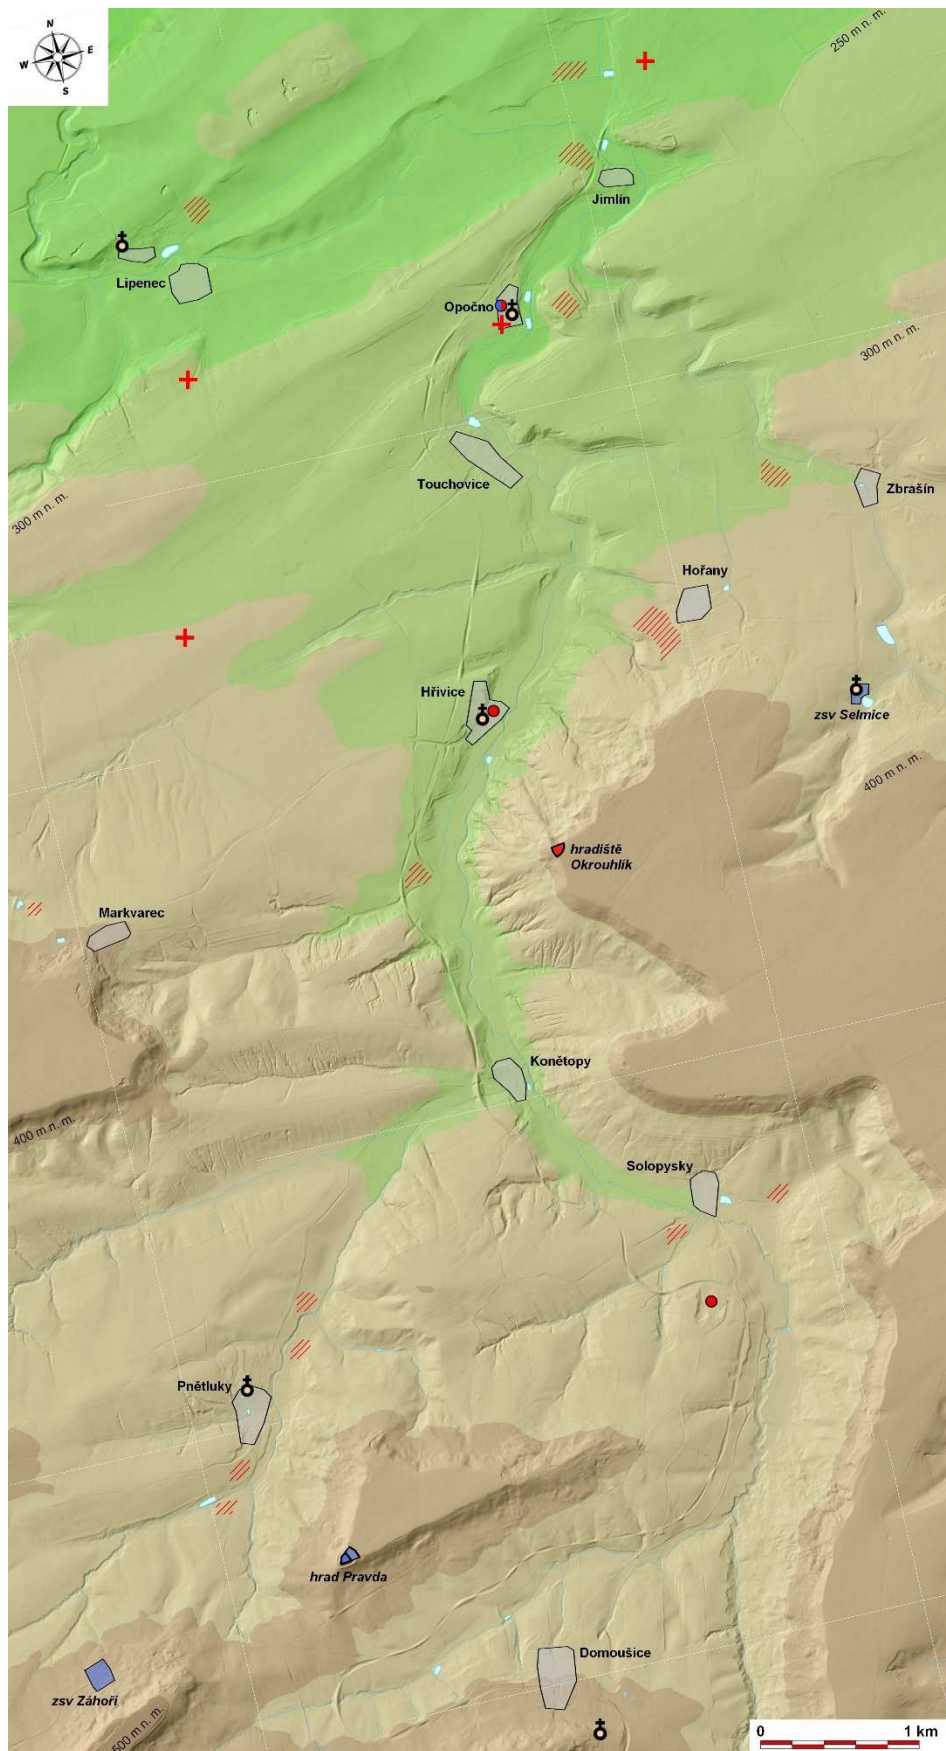 N
E
W
S
250 m n. m.
Jimlín
Lipenec
Opočno
300 m n. m.
Touchovice
Zbrašín
300 m n. m.
Hořany
Hřivice
zsv Selmice
400 m n. m.
hradiště
Okrouhlík
Markvarec
Konětopy
400 m n. m.
Solopysky
Pnětluky
hrad Pravda
Domoušice
zsv Záhoří
500 m n. m.
0 1 km